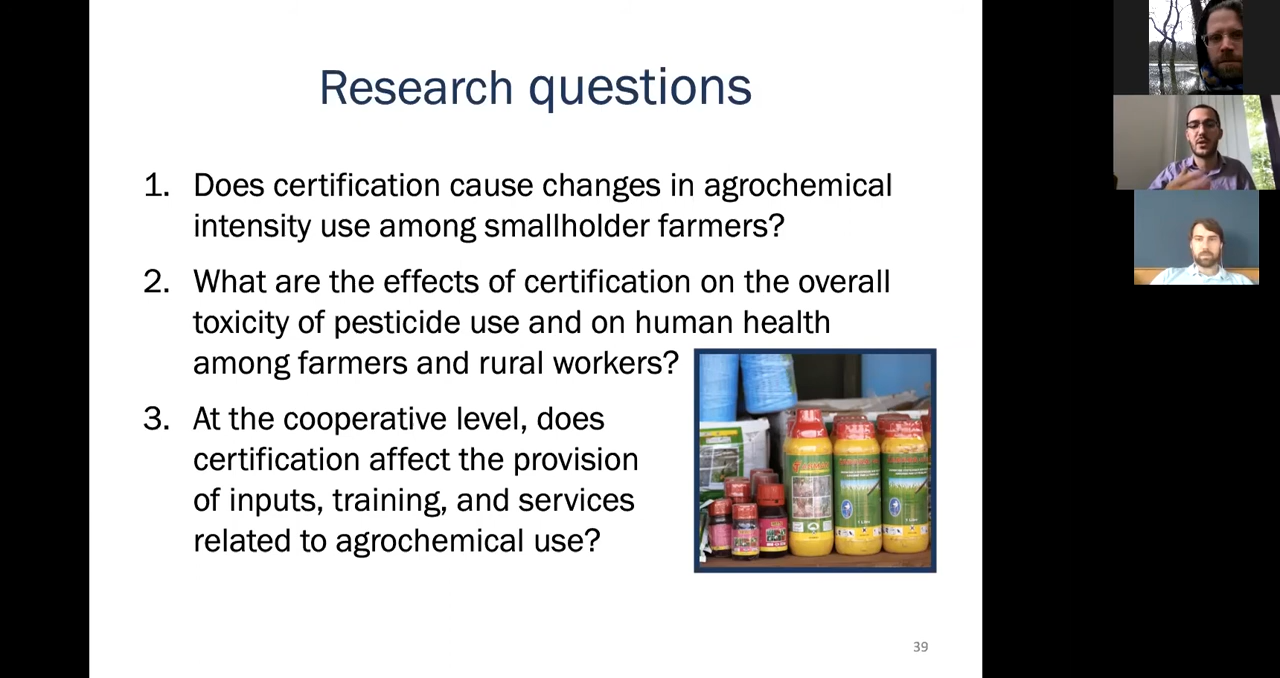 Research questions
1. Does certification cause changes in agrochemical
intensity use among smallholder farmers?
2. What are the effects of certification on the overall
toxicity of pesticide use and on human health
among farmers and rural workers?
3. At the cooperative level, does
certification affect the provision
of inputs, training, and services
related to agrochemical use?
39